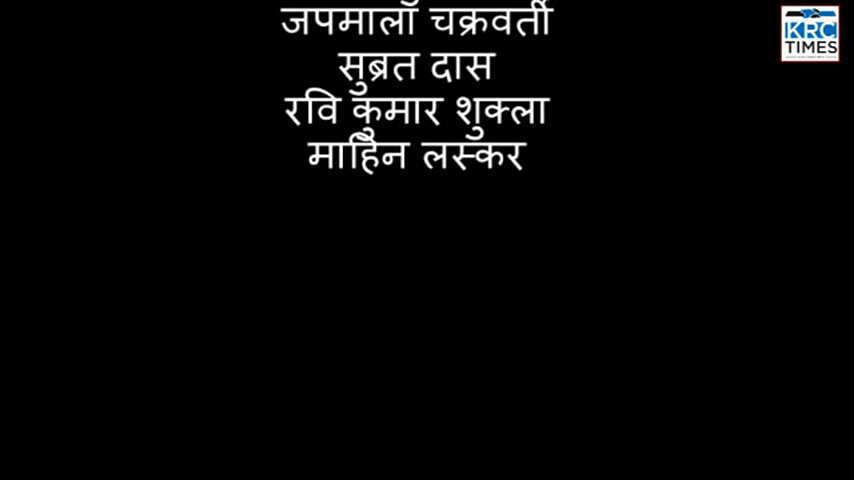 जपमाला चक्रवर्ती
सुब्रत दास
रवि कुमार शुक्ला
माहिन लस्कर
KRC
TIMES